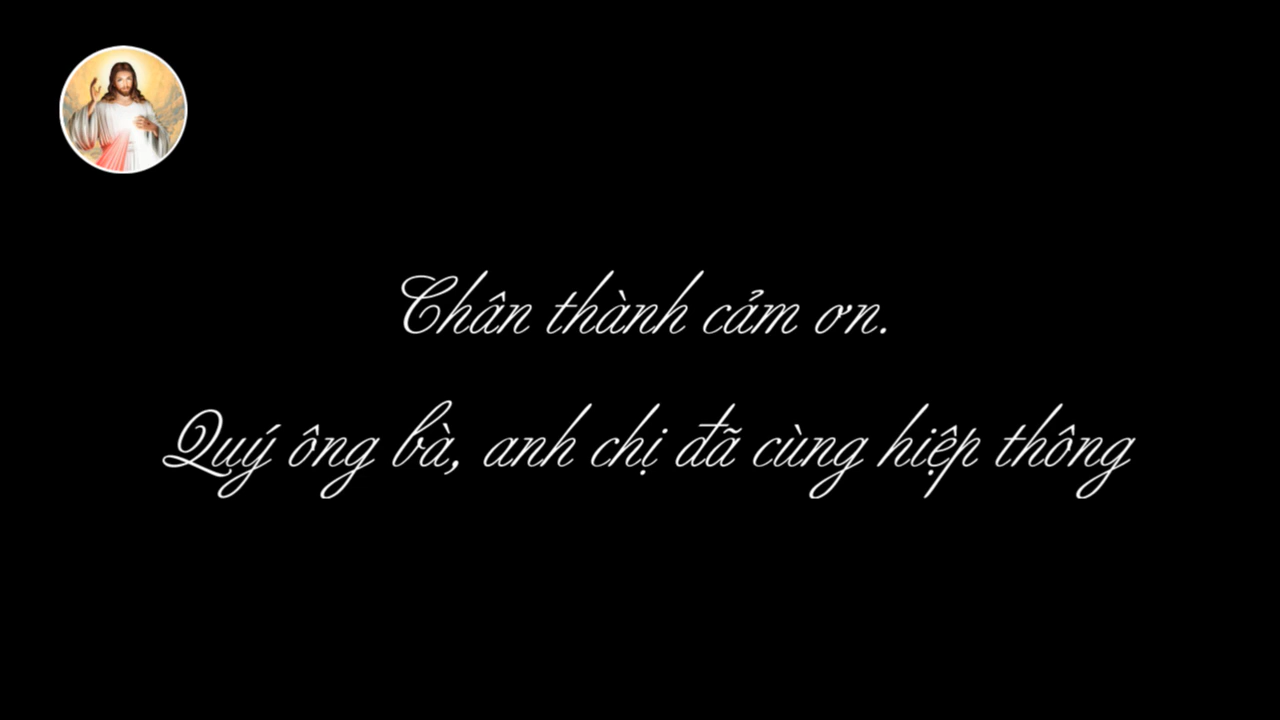 Chân thành cảm ơn.
Quý ông bà, anh chị đã cùng hiệp thông